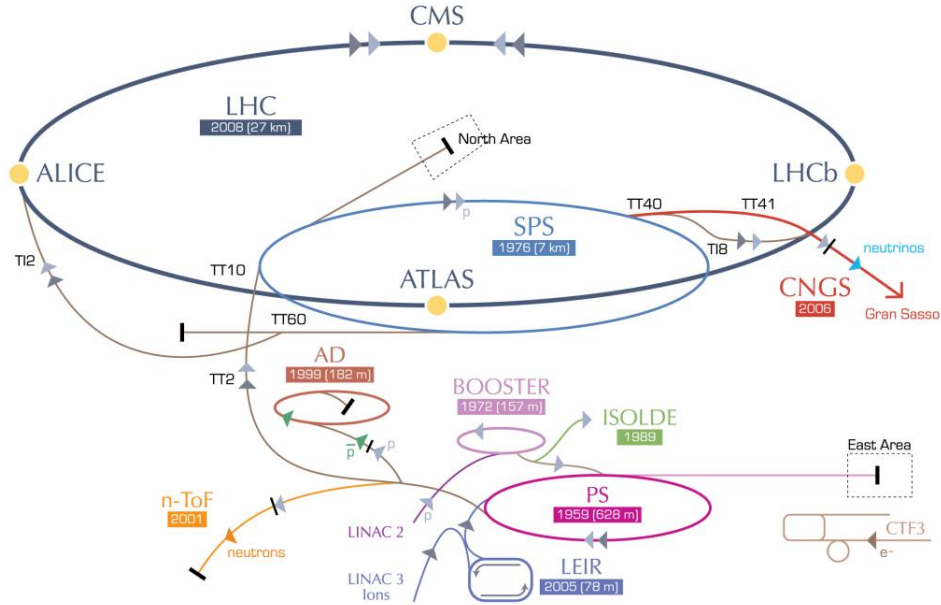 CMS
LHC
2008 (27 km)
North Area
ALICE
LHCb
TT40
TT41
p
SPS
1976 (7 km)
TI8
neutrinos
TI2
TT10
ATLAS
CNGS
2006
Gran Sasso
TT60
TT2
AD
1999 (182 m)
BOOSTER
1972 (157 m)
ISOLDE
1989
p̅
p
East Area
n-ToF
2001
PS
1959 (628 m)
p
LINAC 2
neutrons
CTF3
e-
LINAC 3
Ions
LEIR
2005 (78 m)